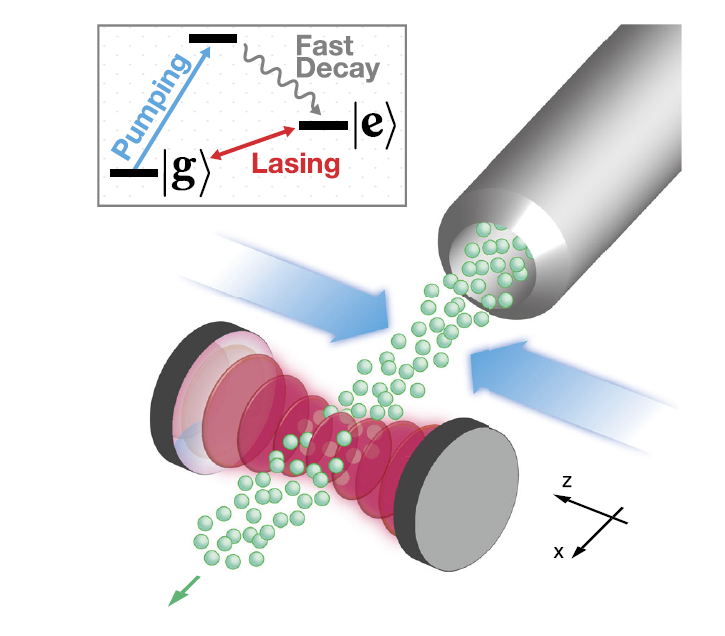 Fast
Decay
Pumping
|e⟩
|g⟩
Lasing
z
x